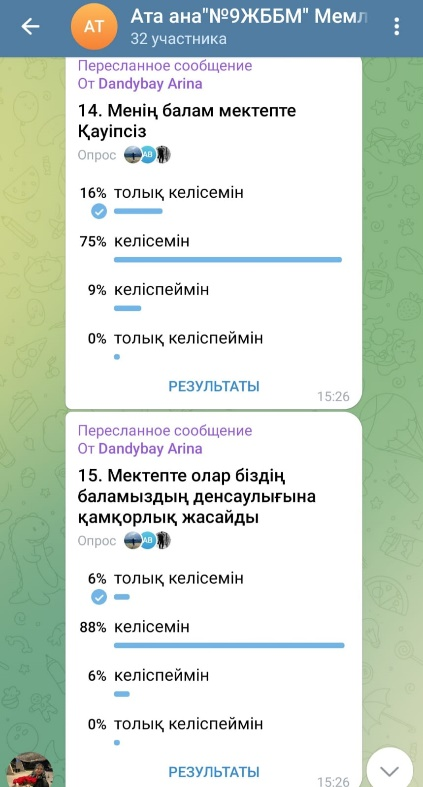 АТ
Ата ана"№9ЖББМ" Мемл
32 участника
Пересланное сообщение
От Dandybay Arina
14. Менің балам мектепте
Қауіпсіз
Опрос АВ
16% толық келісемін
75% келісемін
9% келіспеймін
0% толық келіспеймін
РЕЗУЛЬТАТЫ
15:26
Пересланное сообщение
От Dandybay Arina
15. Мектепте олар біздің
баламыздың денсаулығына
қамқорлық жасайды
Опрос АВ
6% толық келісемін
88% келісемін
6% келіспеймін
0% толық келіспеймін
РЕЗУЛЬТАТЫ
15:26